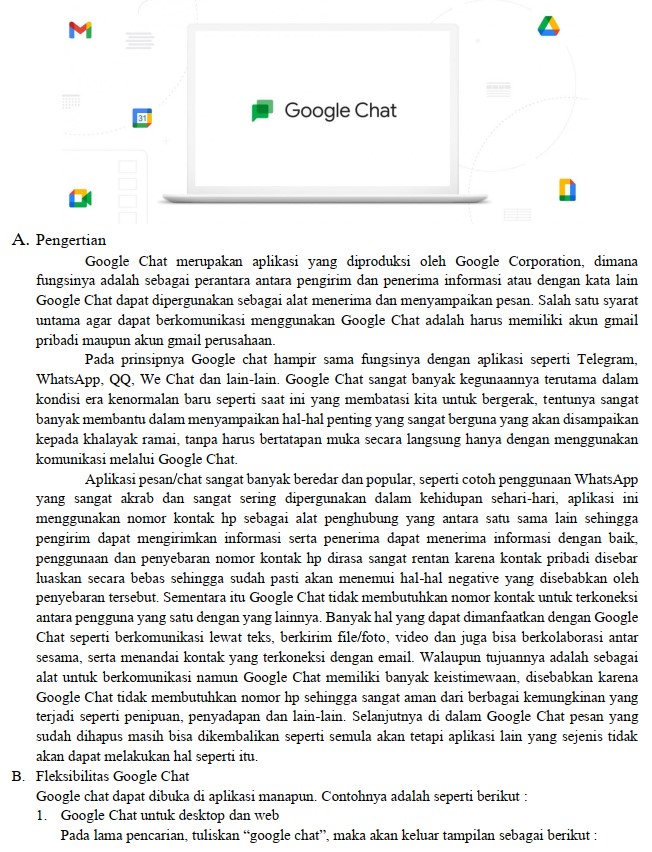 31
Google Chat
A. Pengertian
Google Chat merupakan aplikasi yang diproduksi oleh Google Corporation, dimana
fungsinya adalah sebagai perantara antara pengirim dan penerima informasi atau dengan kata lain
Google Chat dapat dipergunakan sebagai alat menerima dan menyampaikan pesan. Salah satu syarat
untama agar dapat berkomunikasi menggunakan Google Chat adalah harus memiliki akun gmail
pribadi maupun akun gmail perusahaan.
Pada prinsipnya Google chat hampir sama fungsinya dengan aplikasi seperti Telegram,
WhatsApp, QQ, We Chat dan lain-lain. Google Chat sangat banyak kegunaannya terutama dalam
kondisi era kenormalan baru seperti saat ini yang membatasi kita untuk bergerak, tentunya sangat
banyak membantu dalam menyampaikan hal-hal penting yang sangat berguna yang akan disampaikan
kepada khalayak ramai, tanpa harus bertatapan muka secara langsung hanya dengan menggunakan
komunikasi melalui Google Chat.
Aplikasi pesan/chat sangat banyak beredar dan popular, seperti cotoh penggunaan WhatsApp
yang sangat akrab dan sangat sering dipergunakan dalam kehidupan sehari-hari, aplikasi ini
menggunakan nomor kontak hp sebagai alat penghubung yang antara satu sama lain sehingga
pengirim dapat mengirimkan informasi serta penerima dapat menerima informasi dengan baik,
penggunaan dan penyebaran nomor kontak hp dirasa sangat rentan karena kontak pribadi disebar
luaskan secara bebas sehingga sudah pasti akan menemui hal-hal negative yang disebabkan oleh
penyebaran tersebut. Sementara itu Google Chat tidak membutuhkan nomor kontak untuk terkoneksi
antara pengguna yang satu dengan yang lainnya. Banyak hal yang dapat dimanfaatkan dengan Google
Chat seperti berkomunikasi lewat teks, berkirim file/foto, video dan juga bisa berkolaborasi antar
sesama, serta menandai kontak yang terkoneksi dengan email. Walaupun tujuannya adalah sebagai
alat untuk berkomunikasi namun Google Chat memiliki banyak keistimewaan, disebabkan karena
Google Chat tidak membutuhkan nomor hp sehingga sangat aman dari berbagai kemungkinan yang
terjadi seperti penipuan, penyadapan dan lain-lain. Selanjutnya di dalam Google Chat pesan yang
sudah dihapus masih bisa dikembalikan seperti semula akan tetapi aplikasi lain yang sejenis tidak
akan dapat melakukan hal seperti itu.
B. Fleksibilitas Google Chat
Google chat dapat dibuka di aplikasi manapun. Contohnya adalah seperti berikut :
1. Google Chat untuk desktop dan web
Pada lama pencarian, tuliskan “google chat”, maka akan keluar tampilan sebagai berikut :